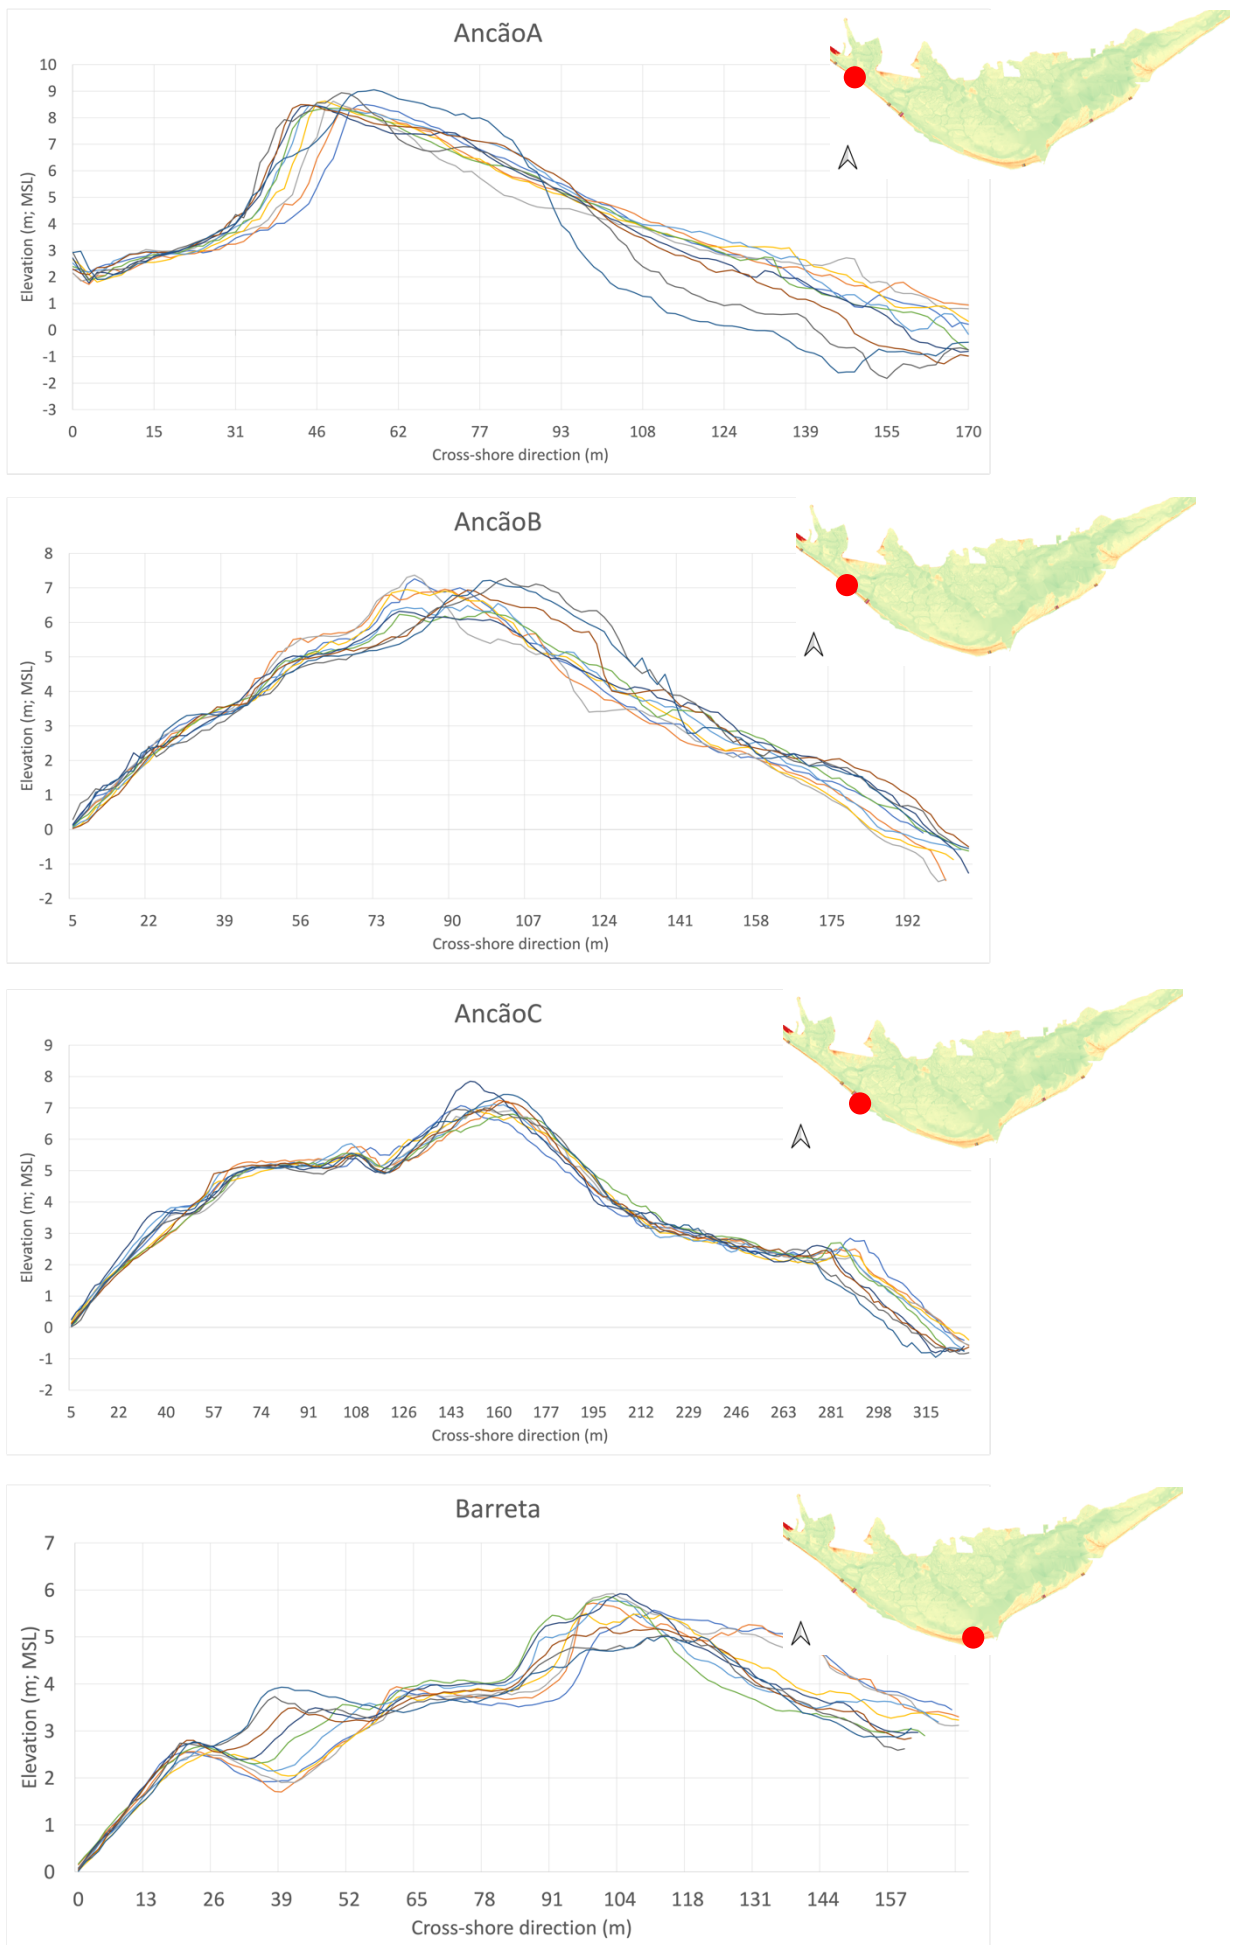 AncãoA
10
9
8
7
6
5
4
3
2
1
0
-1
-2
-3
Elevation (m; MSL)
0 15 31 46 62 77 93 108 124 139 155 170
Cross-shore direction (m)
AncãoB
8
7
6
5
4
3
2
1
0
-1
-2
Elevation (m; MSL)
5 22 39 56 73 90 107 124 141 158 175 192
Cross-shore direction (m)
AncãoC
9
8
7
6
5
4
3
2
1
0
-1
-2
Elevation (m; MSL)
5 22 40 57 74 91 108 126 143 160 177 195 212 229 246 263 281 298 315
Cross-shore direction (m)
Barreta
7
6
5
4
3
2
1
0
Elevation (m; MSL)
0 13 26 39 52 65 78 91 104 118 131 144 157
Cross-shore direction (m)